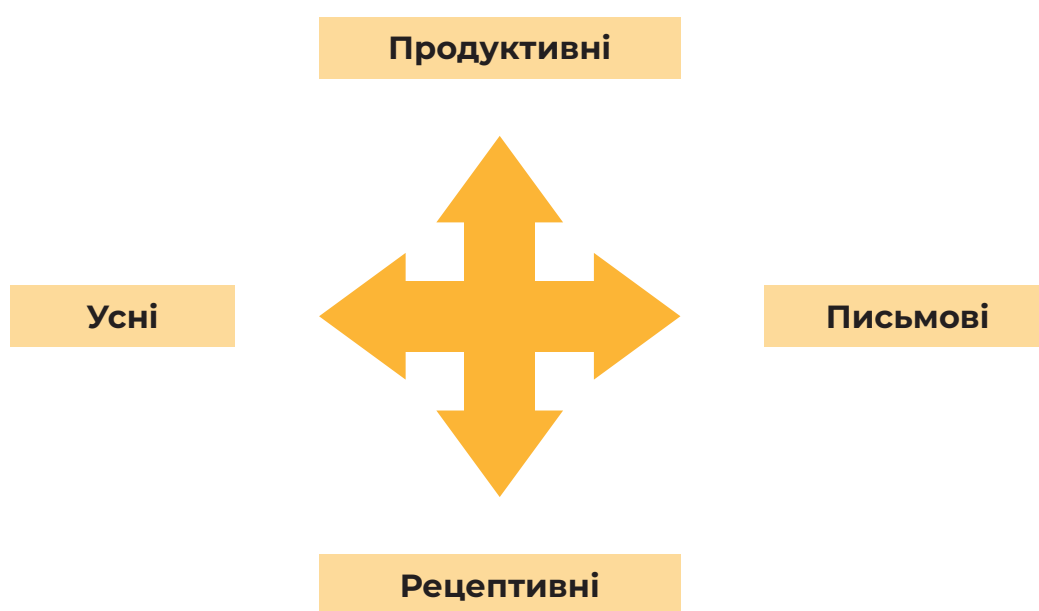 Продуктивні
Усні
Письмові
Рецептивні